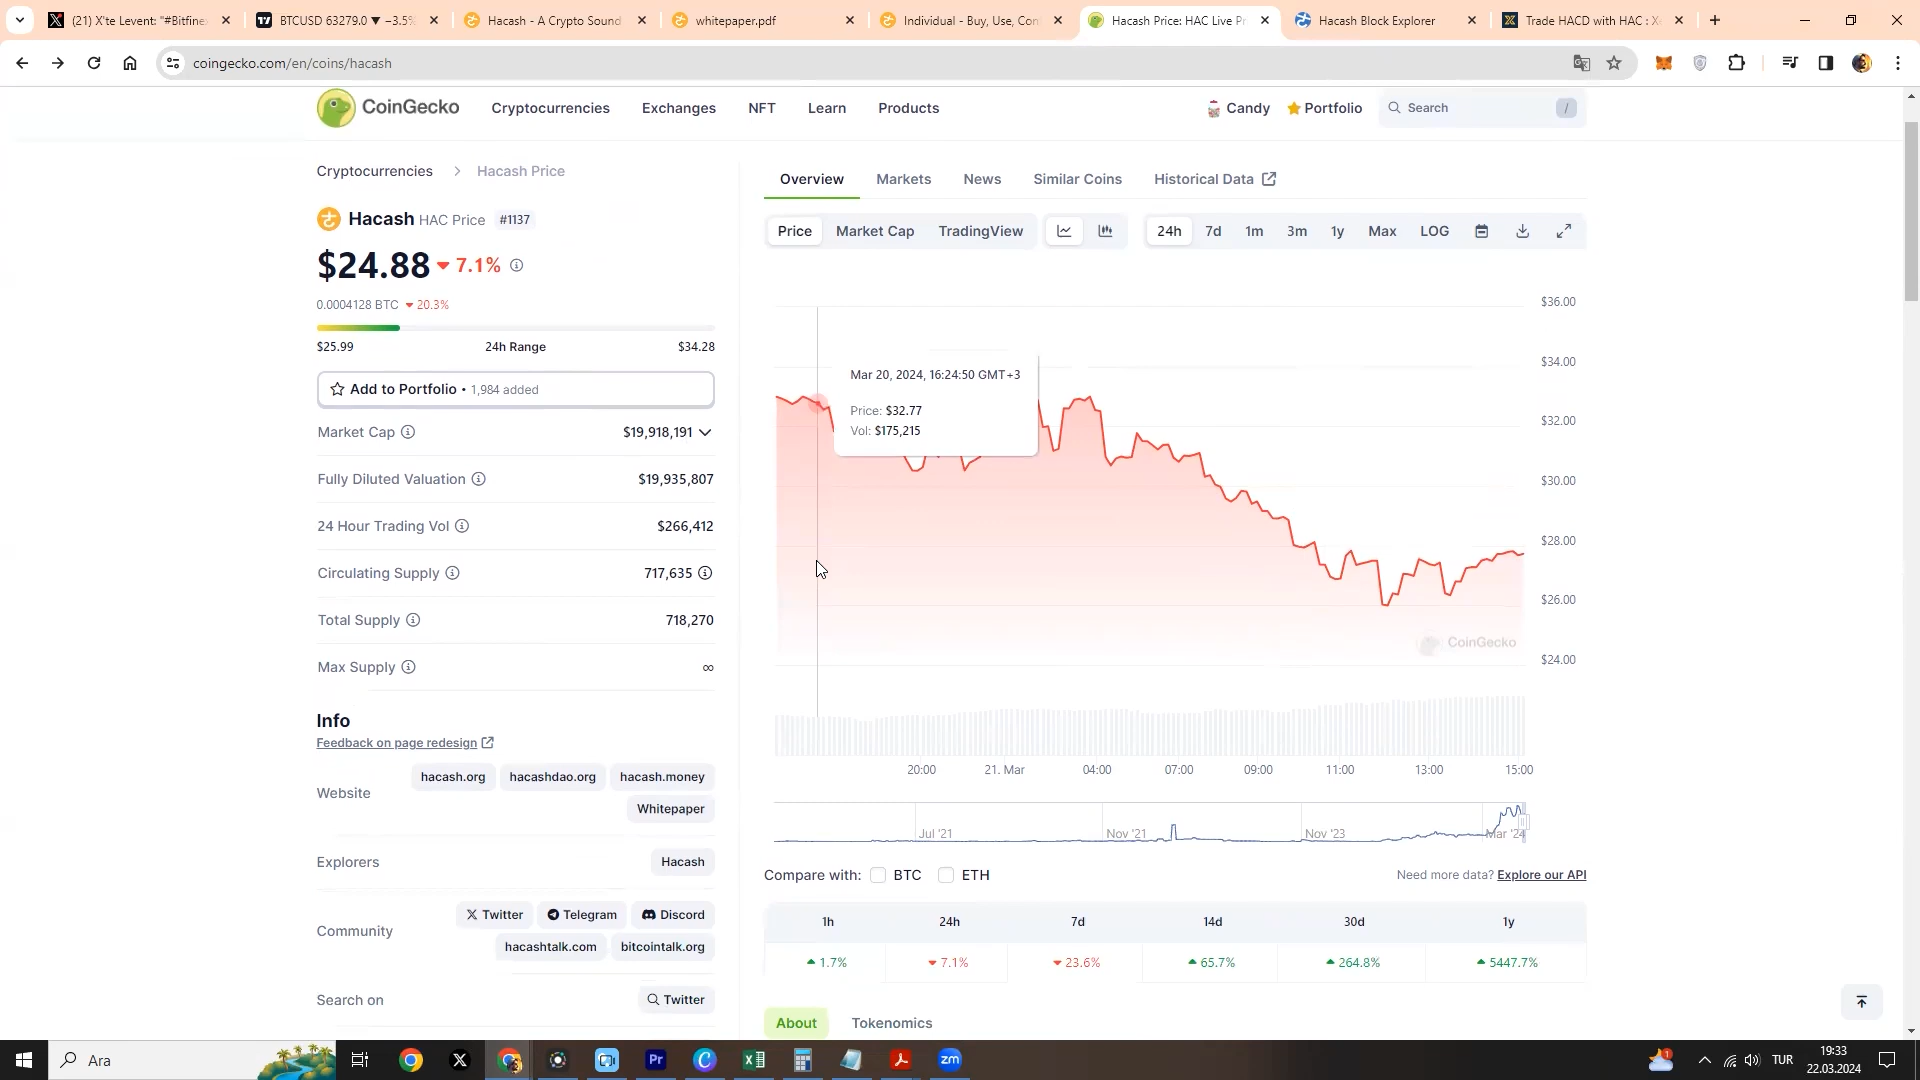 (21) X'te Levent: "#Bitfine
BTCUSD 63279.0 ▼ −3.5%
Hacash - A Crypto Sound
whitepaper.pdf
Individual - Buy, Use, Con
Hacash Price: HAC Live Pr
Hacash Block Explorer
Trade HACD with HAC : X
coingecko.com/en/coins/hacash
CoinGecko
Cryptocurrencies
Exchanges
NFT
Learn
Products
Candy
Portfolio
Search
/
Cryptocurrencies
Hacash Price
Hacash HAC Price #1137
$24.88 7.1%
0.0004128 BTC 20.3%
$25.99
24h Range
$34.28
Add to Portfolio • 1,984 added
Market Cap
$19,918,191
Fully Diluted Valuation
$19,935,807
24 Hour Trading Vol
$266,412
Circulating Supply
717,635
Total Supply
718,270
Max Supply
∞
Info
Feedback on page redesign
Website
hacash.org
hacashdao.org
hacash.money
Whitepaper
Explorers
Hacash
Community
Twitter
Telegram
Discord
hacashtalk.com
bitcointalk.org
Search on
Twitter
Overview
Markets
News
Similar Coins
Historical Data
Price
Market Cap
TradingView
24h
7d
1m
3m
1y
Max
LOG
$36.00
$34.00
$32.00
$30.00
$28.00
$26.00
$24.00
Mar 20, 2024, 16:24:50 GMT+3
Price: $32.77
Vol: $175,215
CoinGecko
20:00
21. Mar
04:00
07:00
09:00
11:00
13:00
15:00
Jul '21
Nov '21
Nov '23
Mar '24
Compare with:
BTC
ETH
Need more data? Explore our API
1h
24h
7d
14d
30d
1y
1.7%
7.1%
23.6%
65.7%
264.8%
5447.7%
About
Tokenomics
Ara
Pr
zm
1
TUR
19:33
22.03.2024